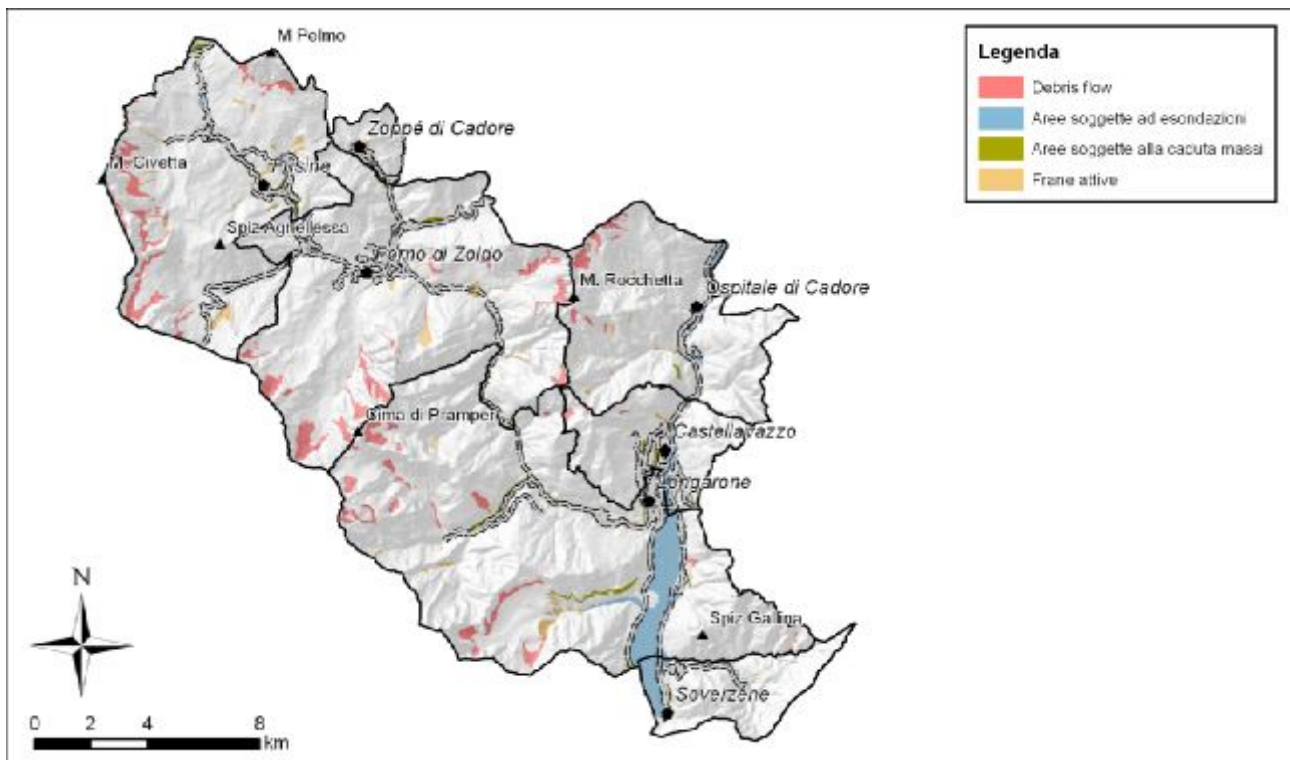 M Pelmo
Legenda
Debris flow
Aree soggette ad esondazioni
Aree soggette alla caduta massi
Frane attive
Zoppè di Cadore
M. Civetta
Spiz Agnellessa
Forno di Zoldo
M. Rocchetta
Ospitale di Cadore
Cima di Pramper
Castellavazzo
Longarone
N
Spiz Gallina
Soverzene
0 2 4 8
km